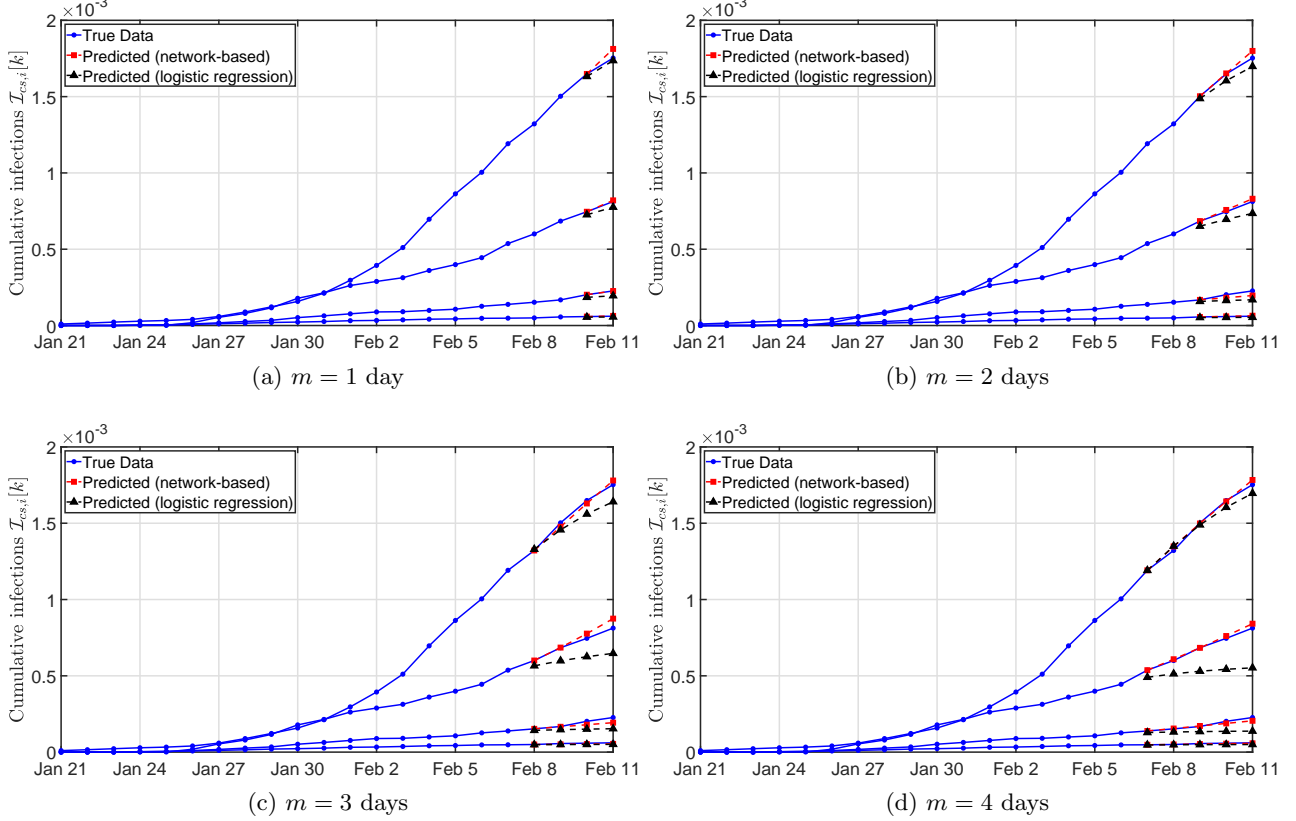 ×10⁻³
2
1.5
1
0.5
0
Cumulative infections 𝓘cs,i[k]
True Data
Predicted (network-based)
Predicted (logistic regression)
Jan 21 Jan 24 Jan 27 Jan 30 Feb 2 Feb 5 Feb 8 Feb 11
(a) m = 1 day
×10⁻³
2
1.5
1
0.5
0
Cumulative infections 𝓘cs,i[k]
True Data
Predicted (network-based)
Predicted (logistic regression)
Jan 21 Jan 24 Jan 27 Jan 30 Feb 2 Feb 5 Feb 8 Feb 11
(b) m = 2 days
×10⁻³
2
1.5
1
0.5
0
Cumulative infections 𝓘cs,i[k]
True Data
Predicted (network-based)
Predicted (logistic regression)
Jan 21 Jan 24 Jan 27 Jan 30 Feb 2 Feb 5 Feb 8 Feb 11
(c) m = 3 days
×10⁻³
2
1.5
1
0.5
0
Cumulative infections 𝓘cs,i[k]
True Data
Predicted (network-based)
Predicted (logistic regression)
Jan 21 Jan 24 Jan 27 Jan 30 Feb 2 Feb 5 Feb 8 Feb 11
(d) m = 4 days